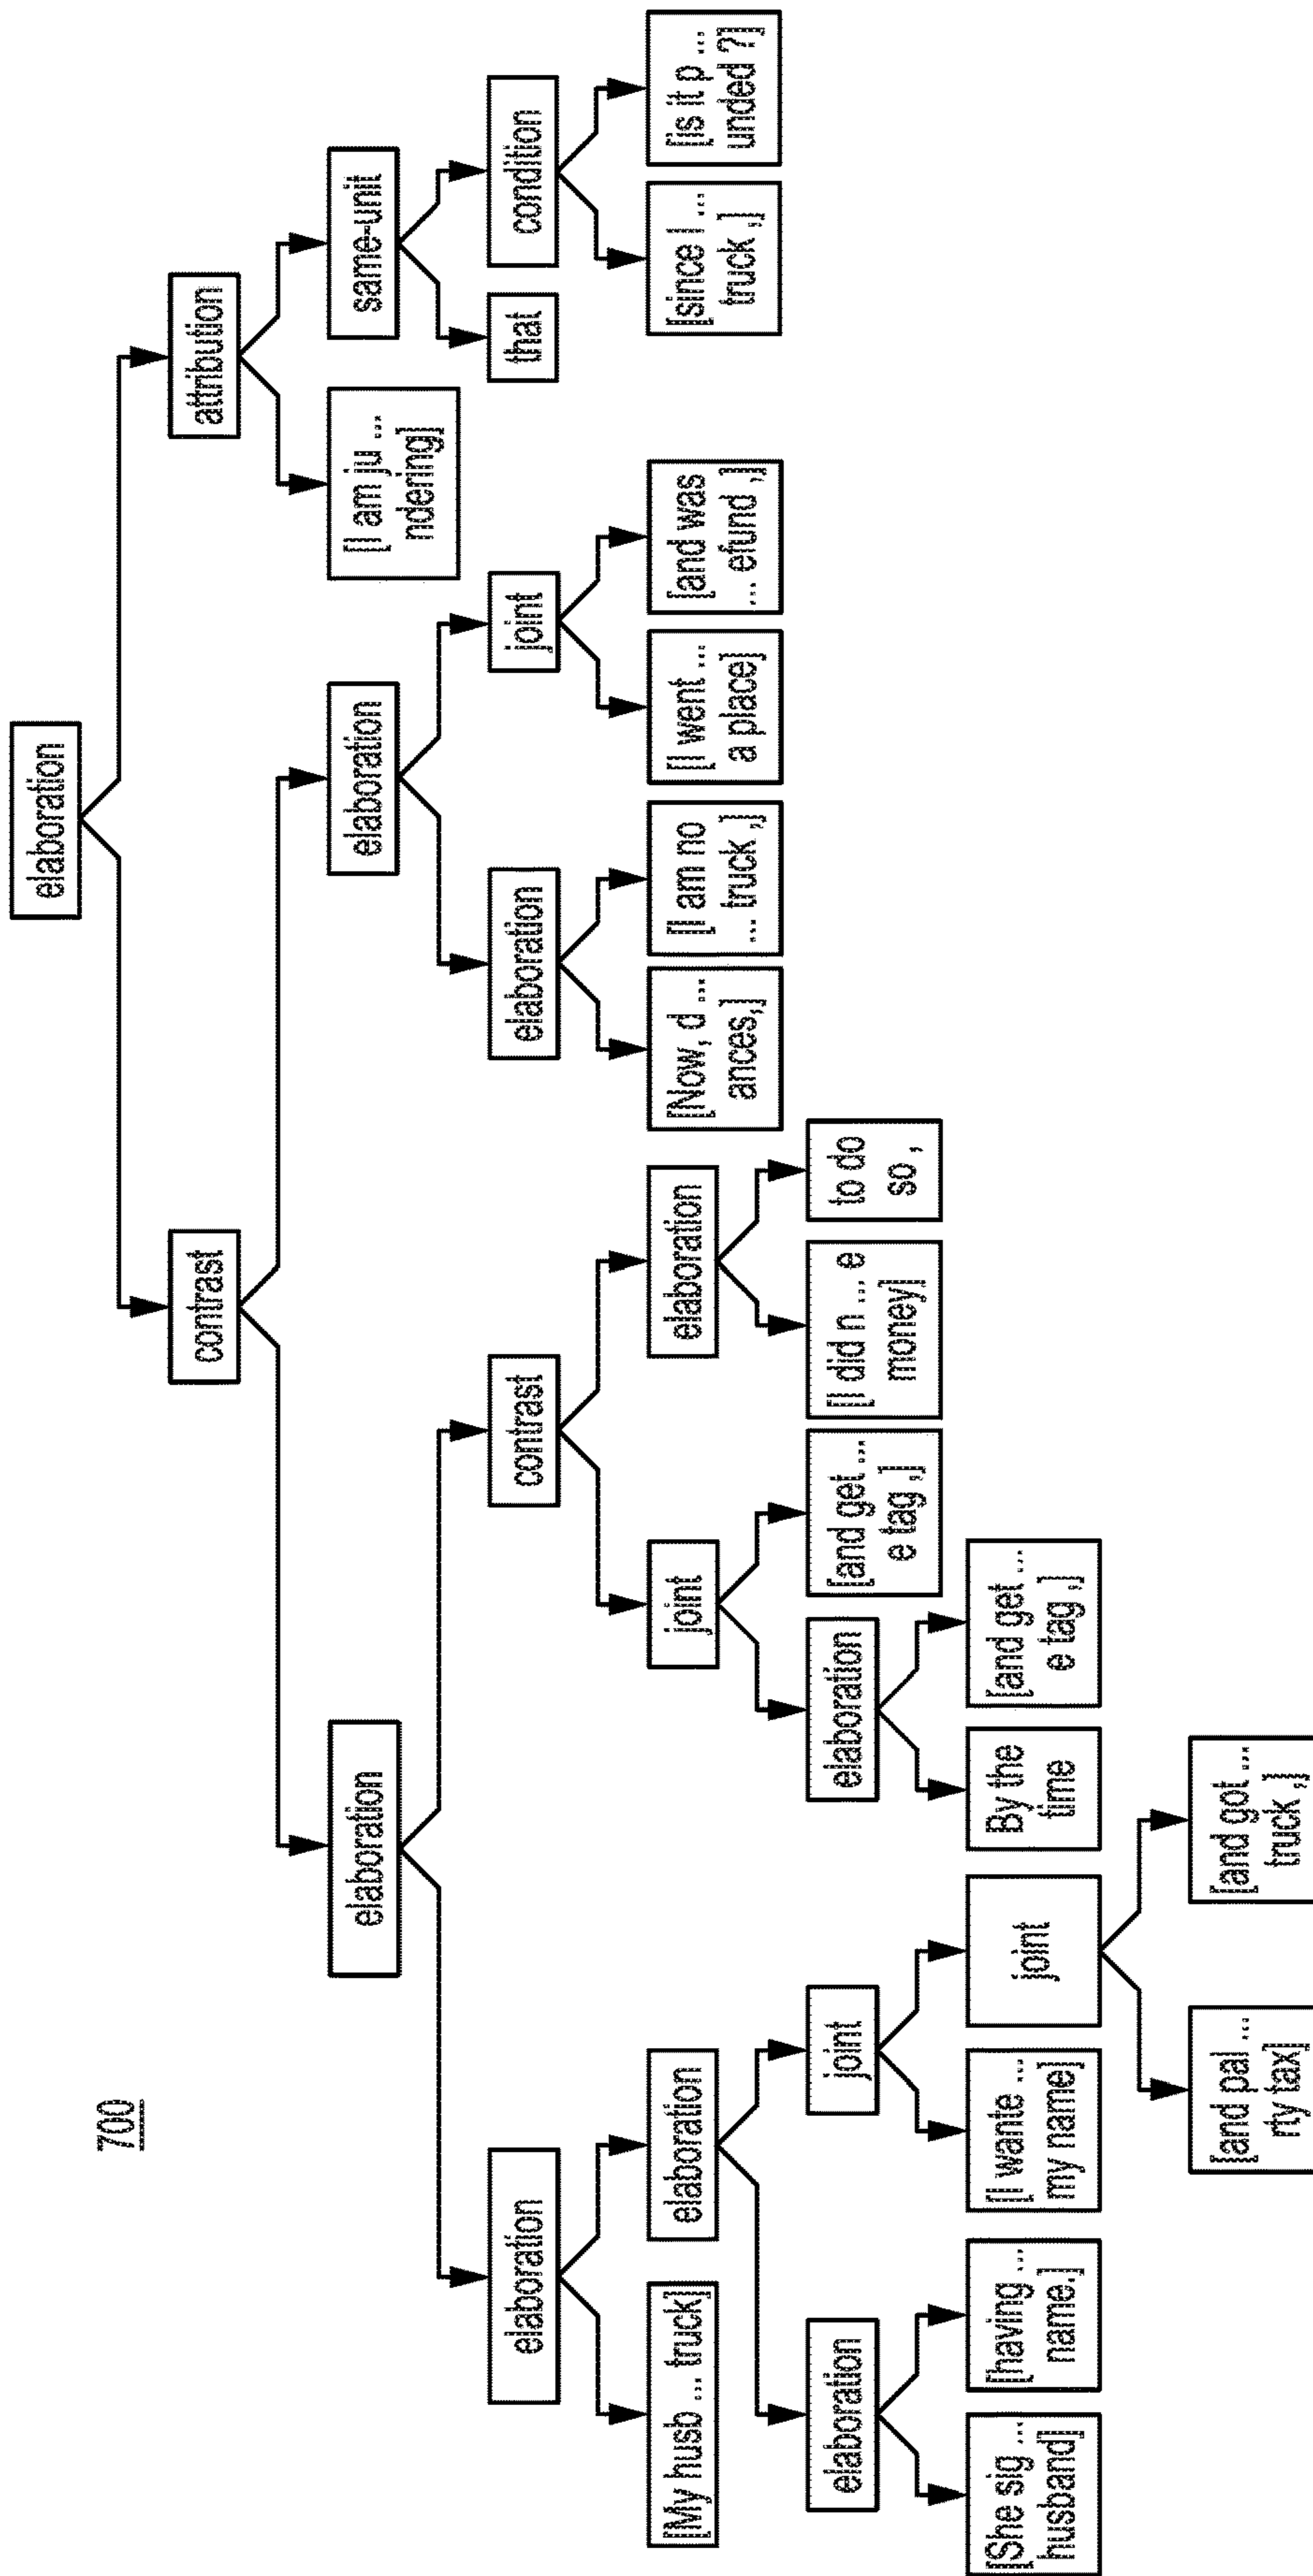 700
elaboration
contrast
attribution
elaboration
elaboration
[I am ju ...
ndering]
same-unit
elaboration
contrast
elaboration
joint
that
condition
[My husb ... truck]
elaboration
joint
elaboration
[Now, d ...
ances,]
[I am no
... truck ,]
[I went ...
a place]
[and was
... efund ,]
[since I ...
truck ,]
[is it p ...
unded ?]
elaboration
joint
elaboration
[and get ...
e tag ,]
[I did n ... e
money]
to do
so ,
[She sig ...
husband]
[having ...
name.]
[I wante ...
my name]
joint
By the
time
[and get ...
e tag ,]
[and pal ...
rty tax]
[and got ...
truck ,]